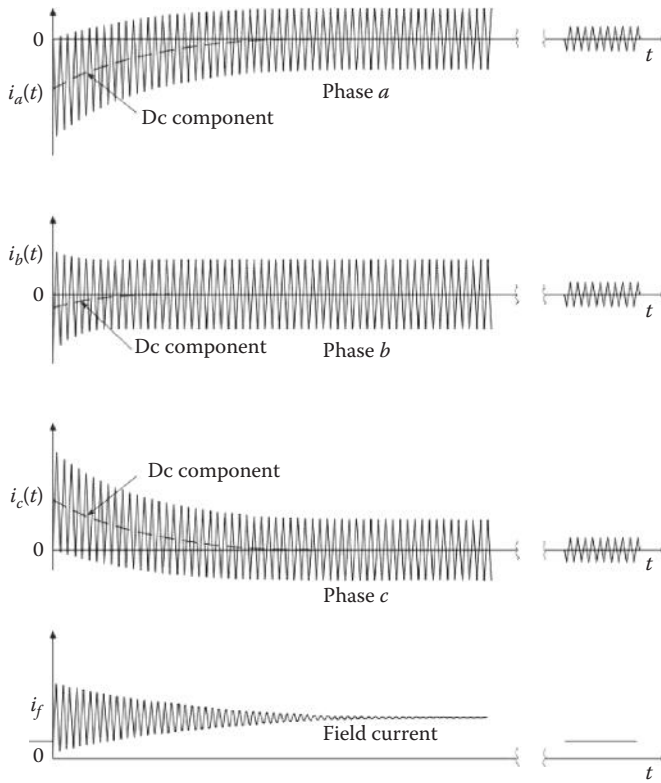 0
i_a(t)
Phase a
t
Dc component
i_b(t)
0
Dc component
Phase b
t
Dc component
i_c(t)
0
t
Phase c
i_f
Field current
0
t